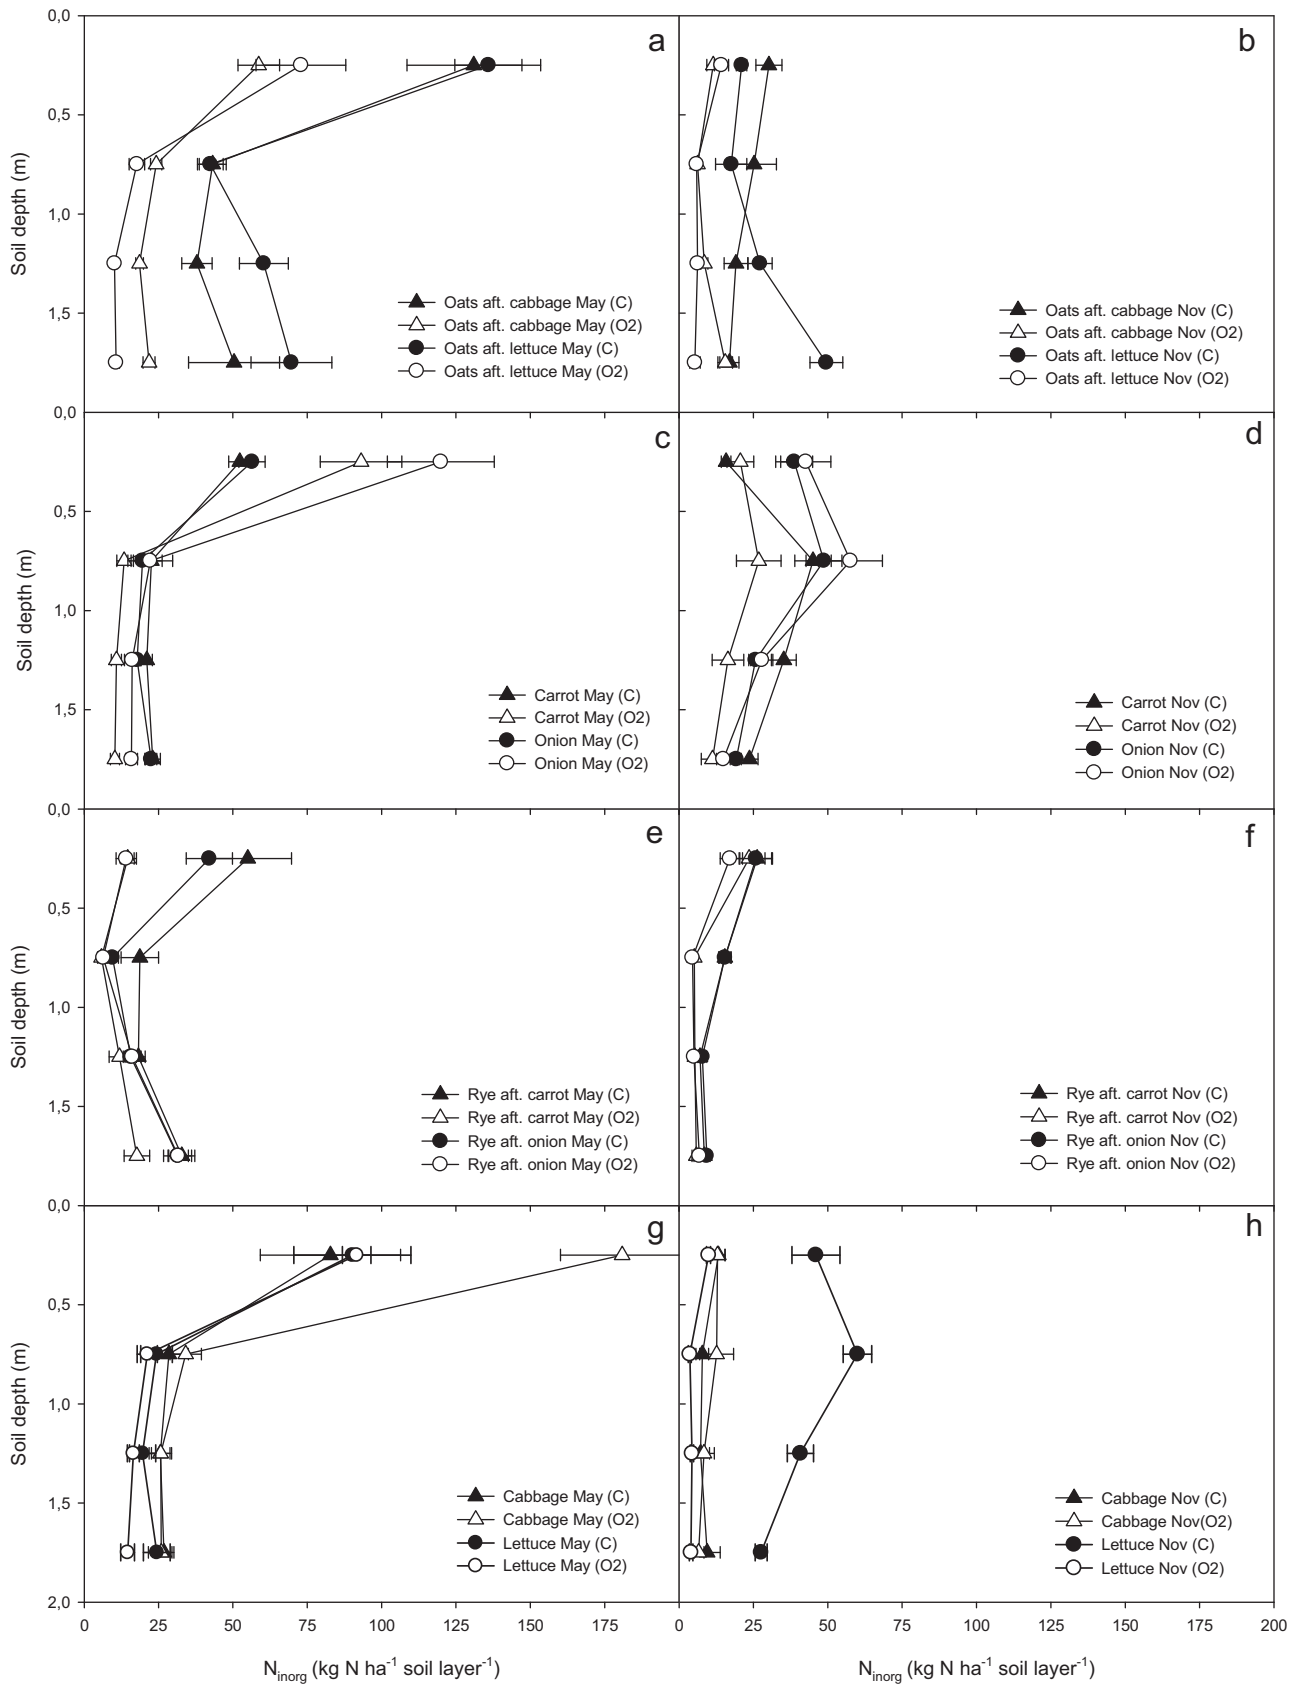 0,0
a
b
0,5
1,0
1,5
Soil depth (m)
Oats aft. cabbage May (C)
Oats aft. cabbage May (O2)
Oats aft. lettuce May (C)
Oats aft. lettuce May (O2)
Oats aft. cabbage Nov (C)
Oats aft. cabbage Nov (O2)
Oats aft. lettuce Nov (C)
Oats aft. lettuce Nov (O2)
0,0
c
d
0,5
1,0
1,5
Soil depth (m)
Carrot May (C)
Carrot May (O2)
Onion May (C)
Onion May (O2)
Carrot Nov (C)
Carrot Nov (O2)
Onion Nov (C)
Onion Nov (O2)
0,0
e
f
0,5
1,0
1,5
Soil depth (m)
Rye aft. carrot May (C)
Rye aft. carrot May (O2)
Rye aft. onion May (C)
Rye aft. onion May (O2)
Rye aft. carrot Nov (C)
Rye aft. carrot Nov (O2)
Rye aft. onion Nov (C)
Rye aft. onion Nov (O2)
0,0
g
h
0,5
1,0
1,5
2,0
Soil depth (m)
Cabbage May (C)
Cabbage May (O2)
Lettuce May (C)
Lettuce May (O2)
Cabbage Nov (C)
Cabbage Nov(O2)
Lettuce Nov (C)
Lettuce Nov (O2)
0 25 50 75 100 125 150 175 0 25 50 75 100 125 150 175 200
N_inorg (kg N ha⁻¹ soil layer⁻¹)
N_inorg (kg N ha⁻¹ soil layer⁻¹)